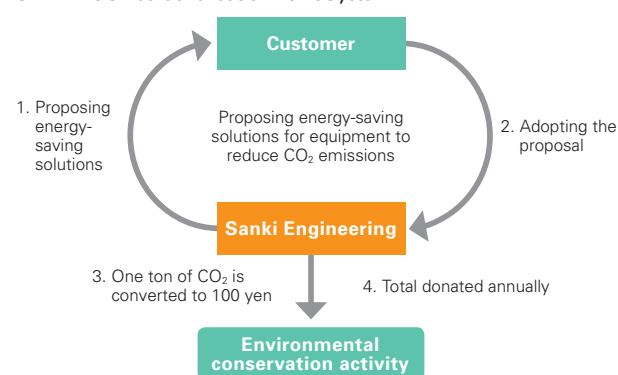 Customer
1. Proposing
energy-
saving
solutions
Proposing energy-saving
solutions for equipment to
reduce CO₂ emissions
2. Adopting the
proposal
Sanki Engineering
3. One ton of CO₂ is
converted to 100 yen
4. Total donated annually
Environmental
conservation activity